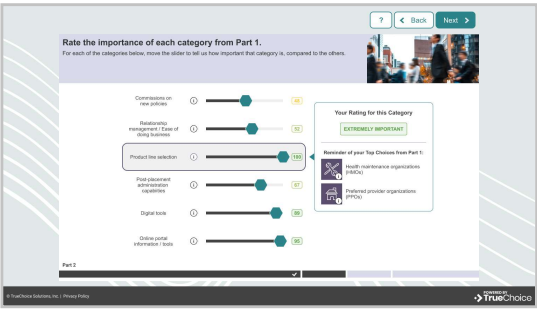 ?
Back
Next
Rate the importance of each category from Part 1.
For each of the categories below, move the slider to tell us how important that category is, compared to the others.
Commissions on
new policies
Relationship
management / Ease of
doing business
52
Product line selection
100
Post-placement
administration
capabilities
67
Digital tools
Online portal
information / tools
95
Your Rating for this Category
EXTREMELY IMPORTANT
Reminder of your Top Choices from Part 1:
Health maintenance organizations
(HMOs)
Preferred provider organizations
(PPOs)
Part 2
© TrueChoice Solutions, Inc. | Privacy Policy
POWERED BY
TrueChoice